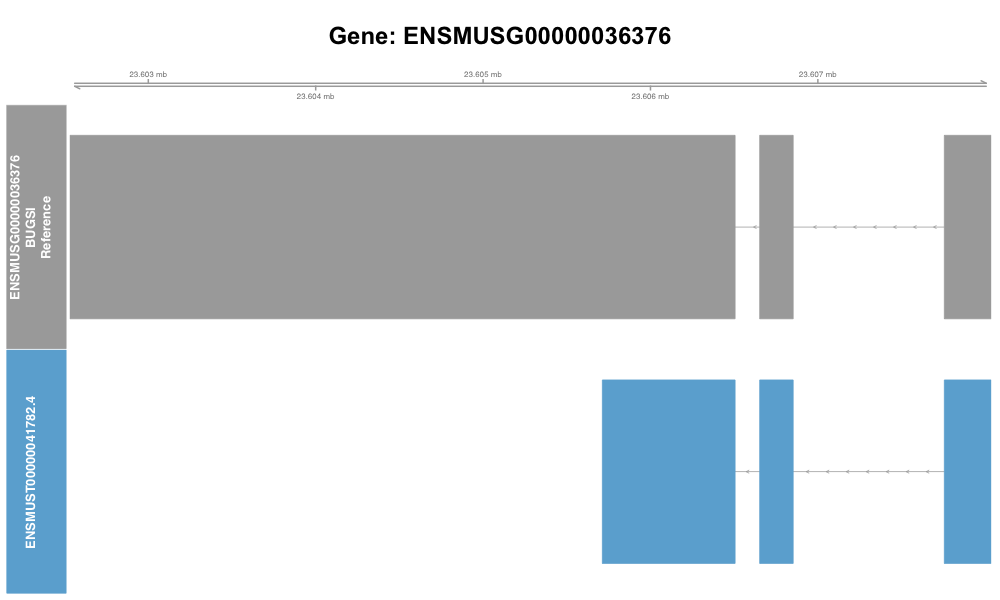 Gene: ENSMUSG00000036376
23.603 mb
23.605 mb
23.607 mb
23.604 mb
23.606 mb
ENSMUSG00000036376
BUGSI
Reference
ENSMUST00000041782.4